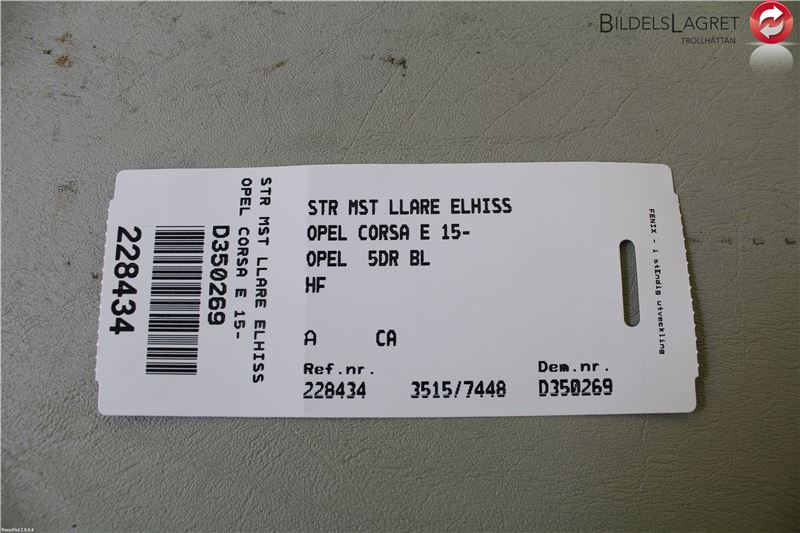 BILDELSLAGRET
TROLLHÄTTAN
STR MST LLARE ELHISS
OPEL CORSA E 15-
OPEL 5DR BL
HF
A CA
Ref.nr. Dem.nr.
228434 3515/7448 D350269
STR MST LLARE ELHISS
OPEL CORSA E 15-
D350269
228434
FENIX - I ständig utveckling